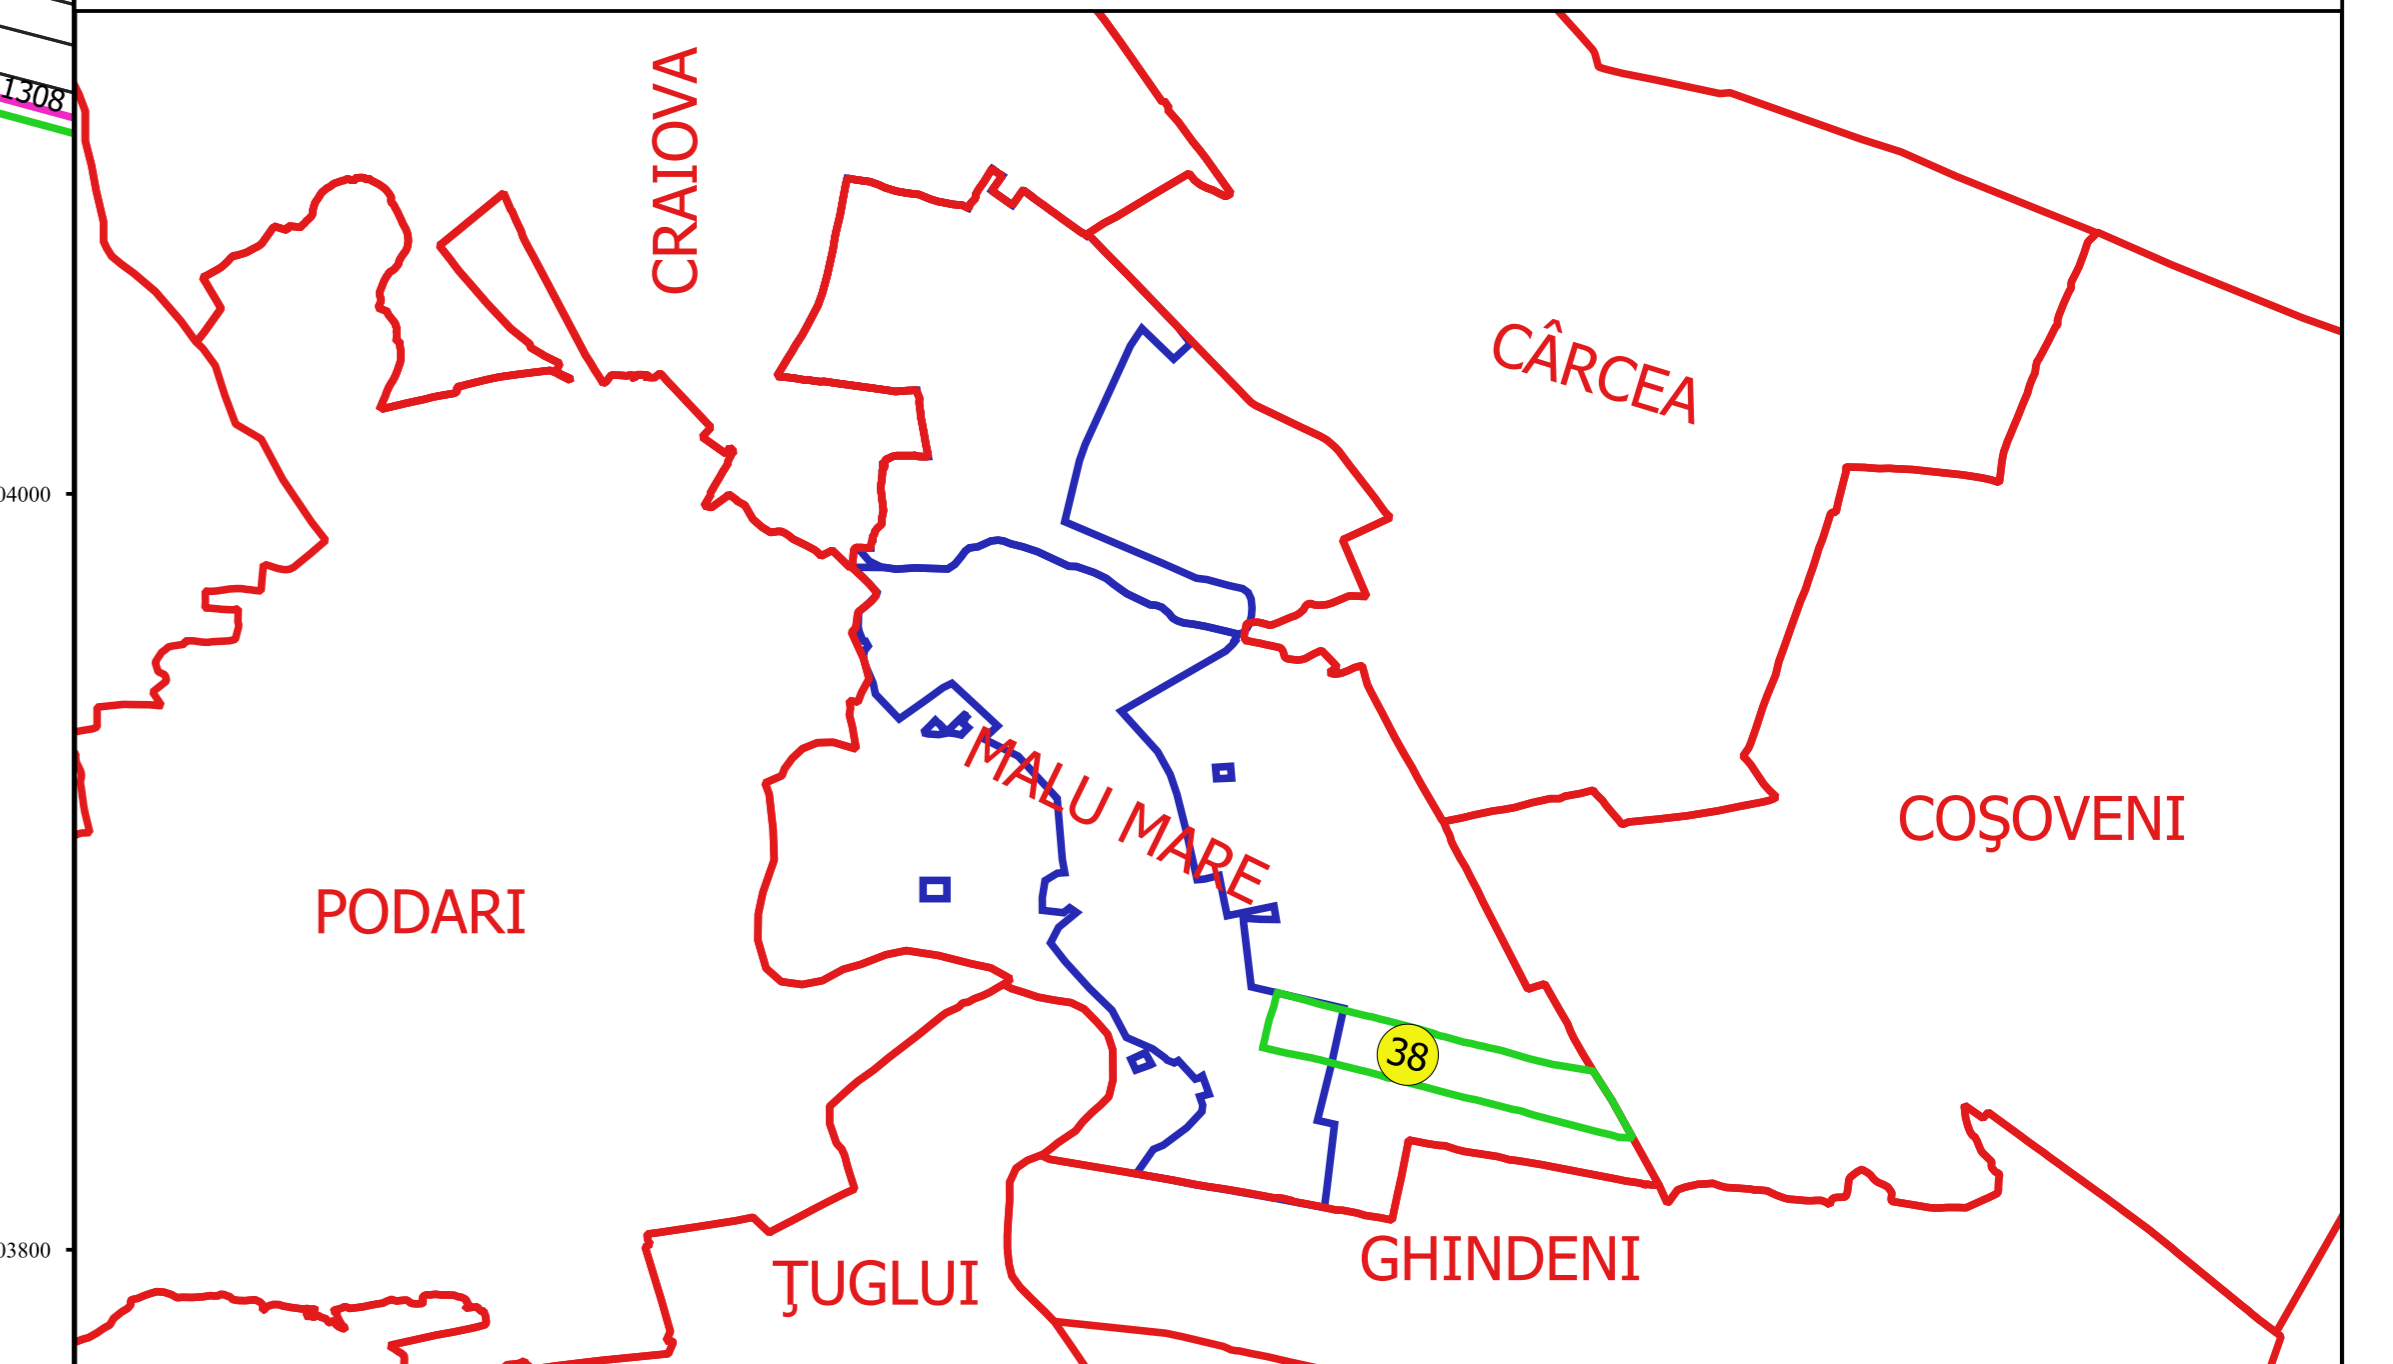 1308
CRAIOVA
CÂRCEA
04000
MALU MARE
COŞOVENI
PODARI
38
03800
ŢUGLUI
GHINDENI